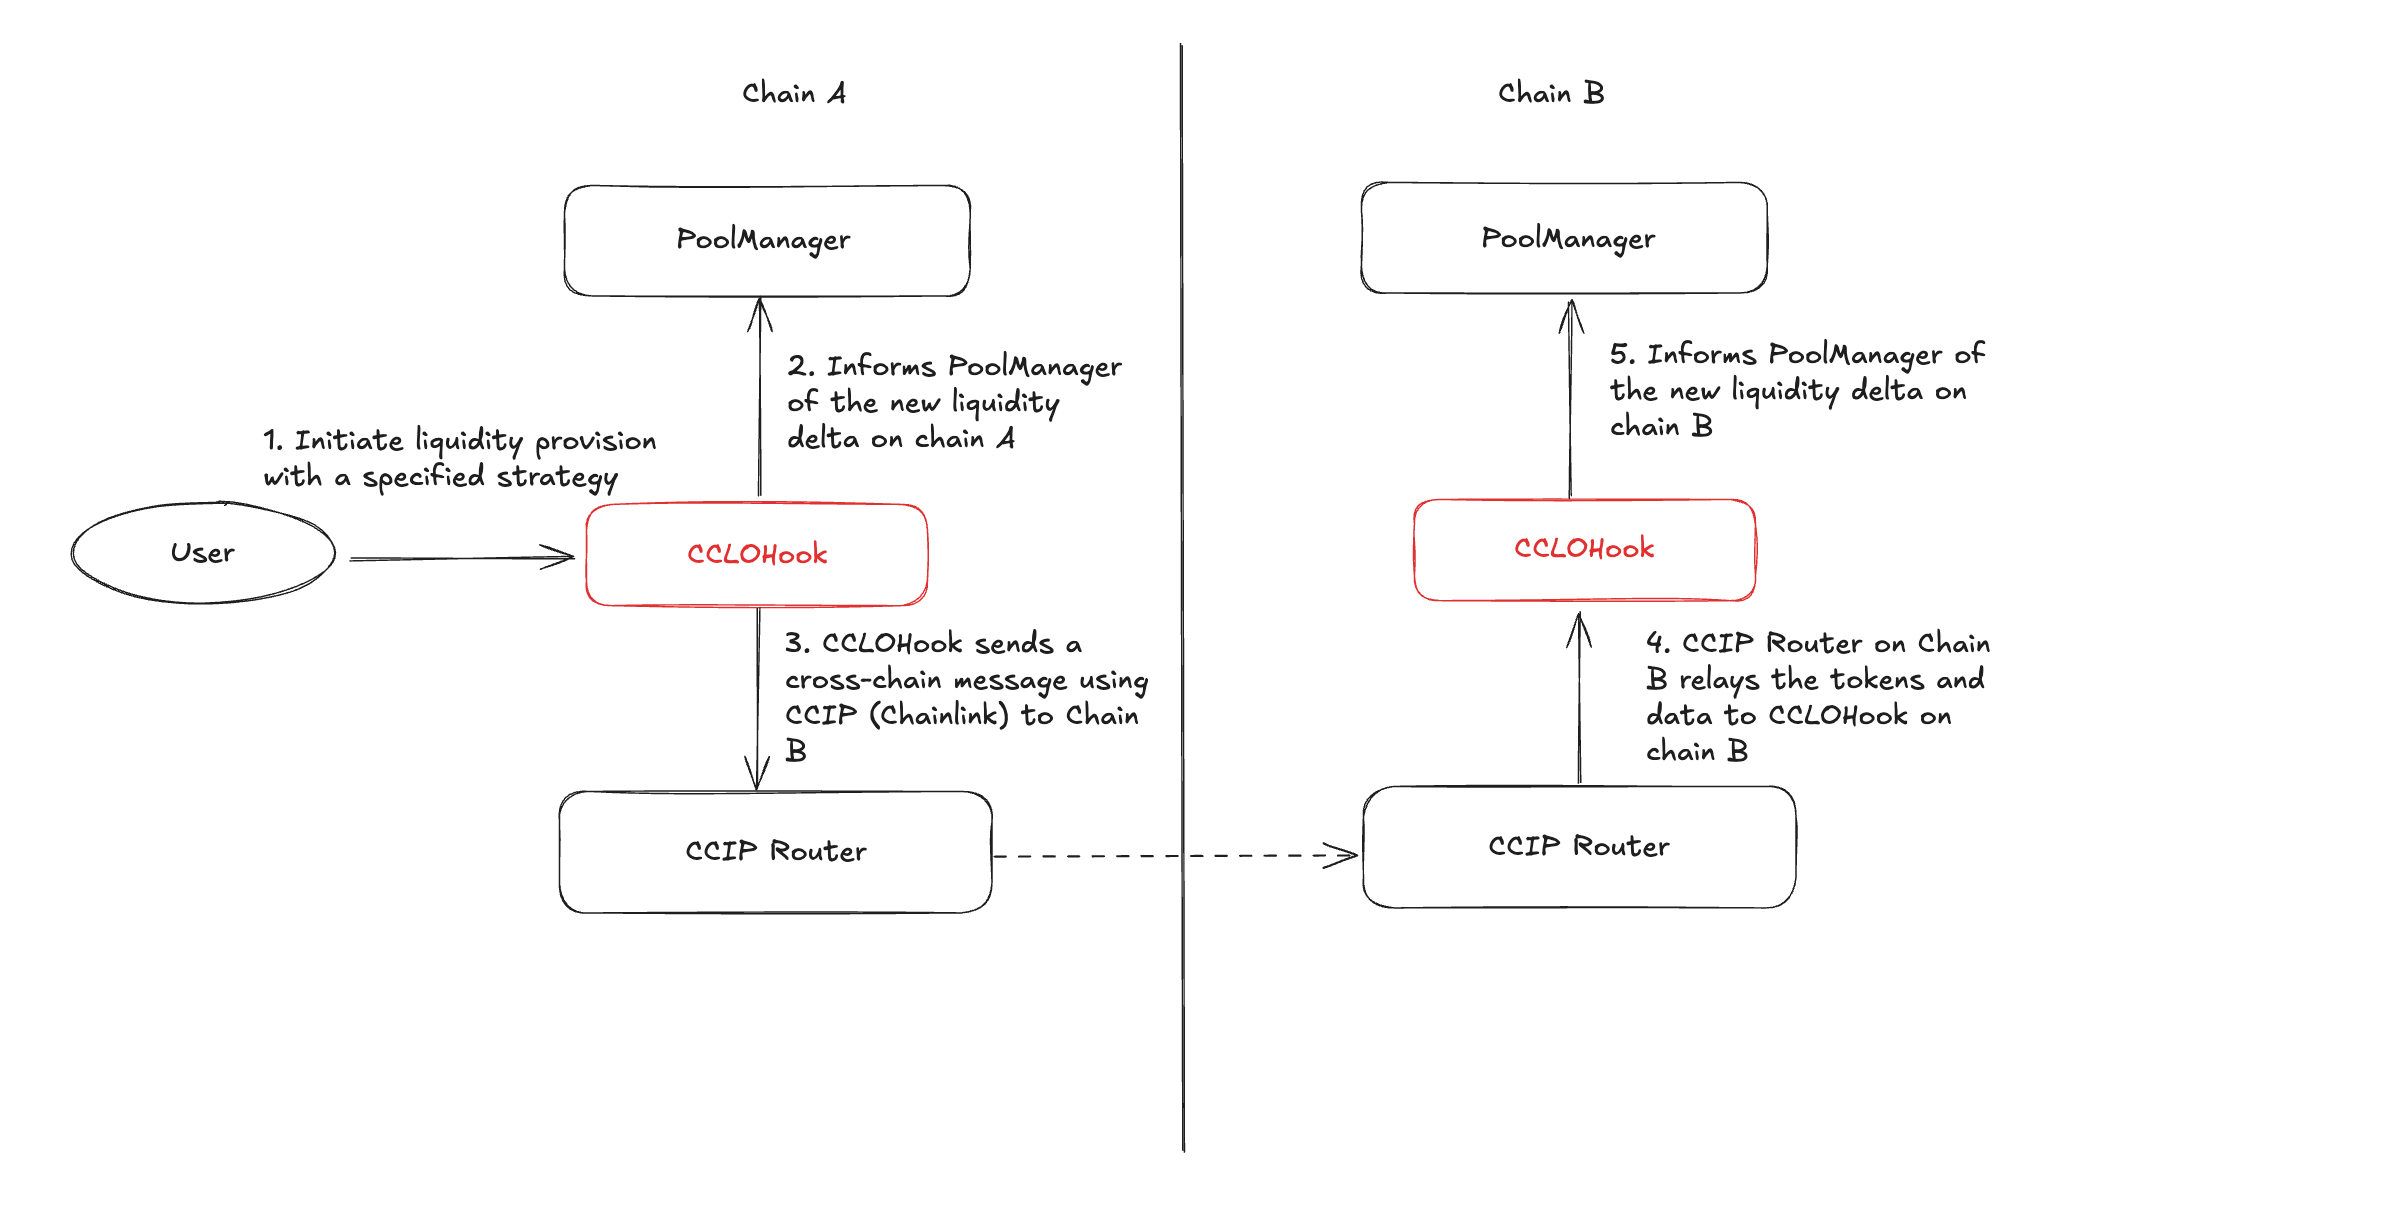 Chain A
PoolManager
2. Informs PoolManager
of the new liquidity
delta on chain A
1. Initiate liquidity provision
with a specified strategy
User
CCLOHook
3. CCLOHook sends a
cross-chain message using
CCIP (Chainlink) to Chain
B
CCIP Router
Chain B
PoolManager
5. Informs PoolManager of
the new liquidity delta on
chain B
CCLOHook
4. CCIP Router on Chain
B relays the tokens and
data to CCLOHook on
chain B
CCIP Router